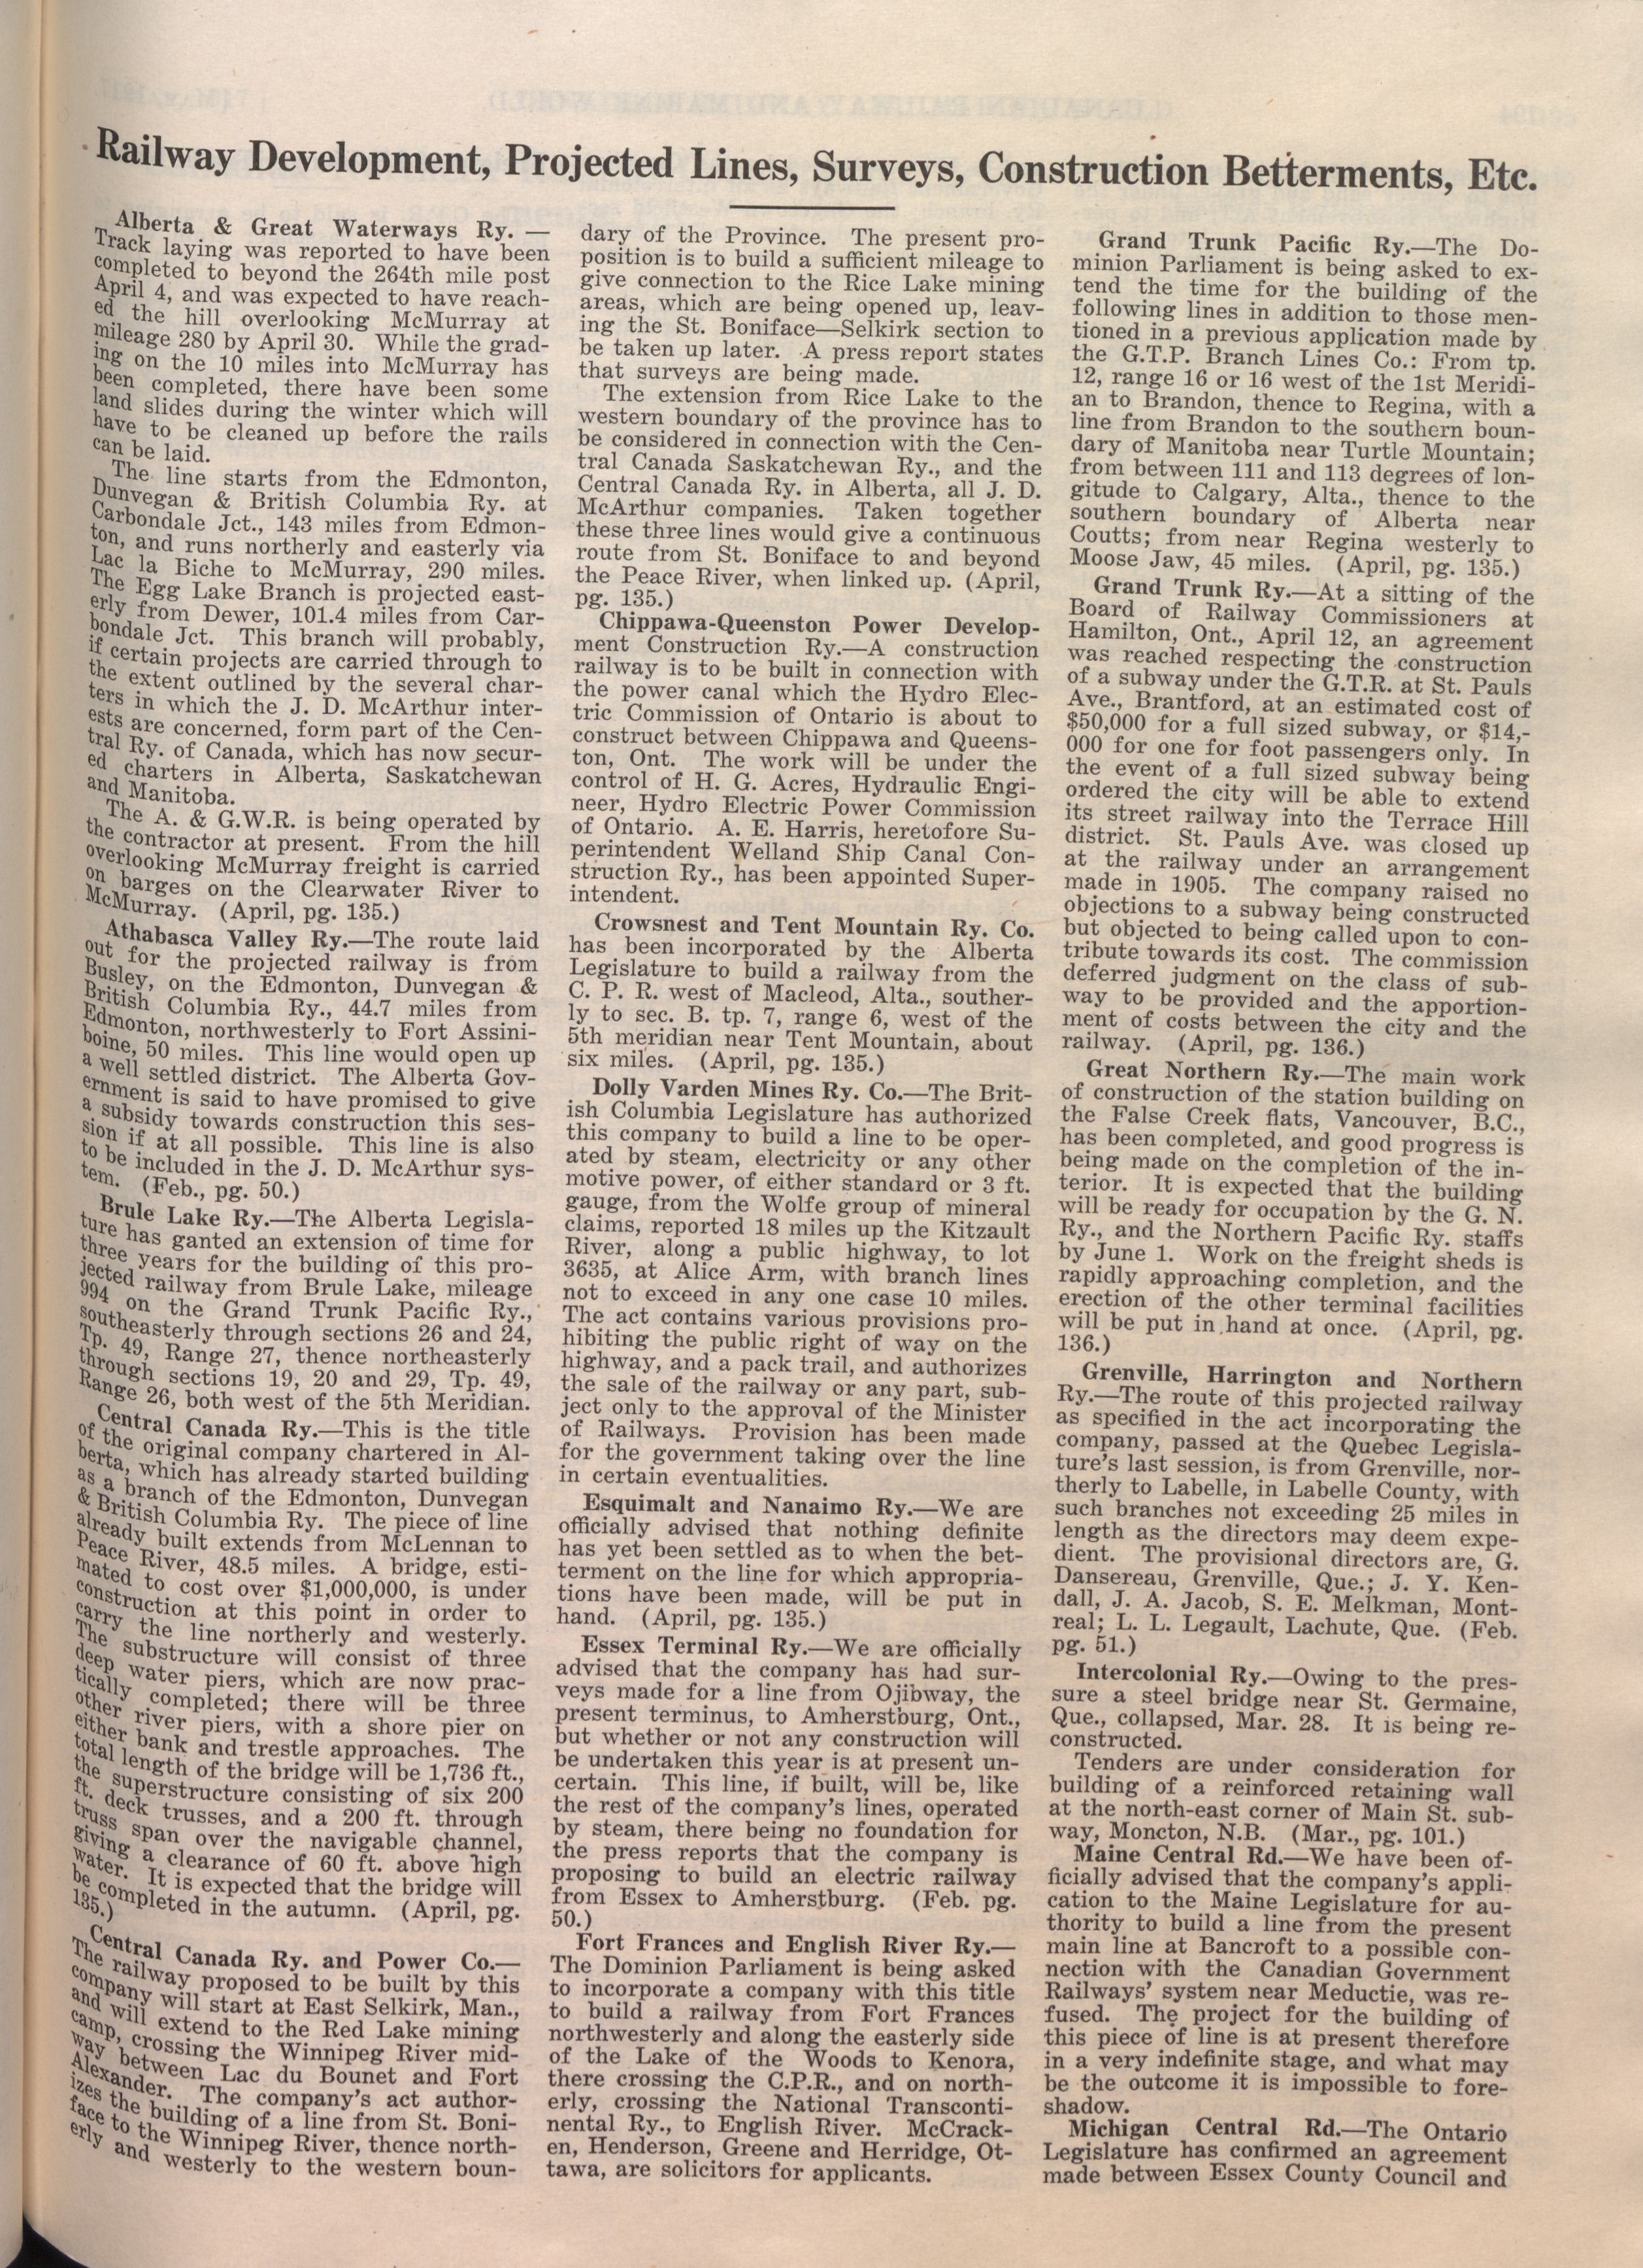 Railway Development, Projected Lines, Surveys, Construction Betterments, Etc.
Alberta & Great Waterways Ry. —
Track laying was reported to have been
completed to beyond the 264th mile post
April 4, and was expected to have reach-
ed the hill overlooking McMurray at
mileage 280 by April 30. While the grad-
ing on the 10 miles into McMurray has
been completed, there have been some
land slides during the winter which will
have to be cleaned up before the rails
can be laid.
The line starts from the Edmonton,
Dunvegan & British Columbia Ry. at
Carbondale Jct., 143 miles from Edmon-
ton, and runs northerly and easterly via
Lac la Biche to McMurray, 290 miles.
The Egg Lake Branch is projected east-
erly from Dewer, 101.4 miles from Car-
bondale Jct. This branch will probably,
if certain projects are carried through to
the extent outlined by the several char-
ters in which the J. D. McArthur inter-
ests are concerned, form part of the Cen-
tral Ry. of Canada, which has now secur-
ed charters in Alberta, Saskatchewan
and Manitoba.
The A. & G.W.R. is being operated by
the contractor at present. From the hill
overlooking McMurray freight is carried
on barges on the Clearwater River to
McMurray. (April, pg. 135.)
Athabasca Valley Ry.—The route laid
out for the projected railway is from
Busley, on the Edmonton, Dunvegan &
British Columbia Ry., 44.7 miles from
Edmonton, northwesterly to Fort Assini-
boine, 50 miles. This line would open up
a well settled district. The Alberta Gov-
ernment is said to have promised to give
a subsidy towards construction this ses-
sion if at all possible. This line is also
to be included in the J. D. McArthur sys-
tem. (Feb., pg. 50.)
Brule Lake Ry.—The Alberta Legisla-
ture has ganted an extension of time for
three years for the building of this pro-
jected railway from Brule Lake, mileage
994 on the Grand Trunk Pacific Ry.,
southeasterly through sections 26 and 24,
Tp. 49, Range 27, thence northeasterly
through sections 19, 20 and 29, Tp. 49,
Range 26, both west of the 5th Meridian.
Central Canada Ry.—This is the title
of the original company chartered in Al-
berta, which has already started building
as a branch of the Edmonton, Dunvegan
& British Columbia Ry. The piece of line
already built extends from McLennan to
Peace River, 48.5 miles. A bridge, esti-
mated to cost over $1,000,000, is under
construction at this point in order to
carry the line northerly and westerly.
The substructure will consist of three
deep water piers, which are now prac-
tically completed; there will be three
other river piers, with a shore pier on
either bank and trestle approaches. The
total length of the bridge will be 1,736 ft.,
the superstructure consisting of six 200
ft. deck trusses, and a 200 ft. through
truss span over the navigable channel,
giving a clearance of 60 ft. above high
water. It is expected that the bridge will
be completed in the autumn. (April, pg.
135.)
Central Canada Ry. and Power Co.—
The railway proposed to be built by this
company will start at East Selkirk, Man.,
and will extend to the Red Lake mining
camp, crossing the Winnipeg River mid-
way between Lac du Bounet and Fort
Alexander. The company's act author-
izes the building of a line from St. Boni-
face to the Winnipeg River, thence north-
erly and westerly to the western boun-
dary of the Province. The present pro-
position is to build a sufficient mileage to
give connection to the Rice Lake mining
areas, which are being opened up, leav-
ing the St. Boniface—Selkirk section to
be taken up later. A press report states
that surveys are being made.
The extension from Rice Lake to the
western boundary of the province has to
be considered in connection with the Cen-
tral Canada Saskatchewan Ry., and the
Central Canada Ry. in Alberta, all J. D.
McArthur companies. Taken together
these three lines would give a continuous
route from St. Boniface to and beyond
the Peace River, when linked up. (April,
pg. 135.)
Chippawa-Queenston Power Develop-
ment Construction Ry.—A construction
railway is to be built in connection with
the power canal which the Hydro Elec-
tric Commission of Ontario is about to
construct between Chippawa and Queens-
ton, Ont. The work will be under the
control of H. G. Acres, Hydraulic Engi-
neer, Hydro Electric Power Commission
of Ontario. A. E. Harris, heretofore Su-
perintendent Welland Ship Canal Con-
struction Ry., has been appointed Super-
intendent.
Crowsnest and Tent Mountain Ry. Co.
has been incorporated by the Alberta
Legislature to build a railway from the
C. P. R. west of Macleod, Alta., souther-
ly to sec. B. tp. 7, range 6, west of the
5th meridian near Tent Mountain, about
six miles. (April, pg. 135.)
Dolly Varden Mines Ry. Co.—The Brit-
ish Columbia Legislature has authorized
this company to build a line to be oper-
ated by steam, electricity or any other
motive power, of either standard or 3 ft.
gauge, from the Wolfe group of mineral
claims, reported 18 miles up the Kitzault
River, along a public highway, to lot
3635, at Alice Arm, with branch lines
not to exceed in any one case 10 miles.
The act contains various provisions pro-
hibiting the public right of way on the
highway, and a pack trail, and authorizes
the sale of the railway or any part, sub-
ject only to the approval of the Minister
of Railways. Provision has been made
for the government taking over the line
in certain eventualities.
Esquimalt and Nanaimo Ry.—We are
officially advised that nothing definite
has yet been settled as to when the bet-
terment on the line for which appropria-
tions have been made, will be put in
hand. (April, pg. 135.)
Essex Terminal Ry.—We are officially
advised that the company has had sur-
veys made for a line from Ojibway, the
present terminus, to Amherstburg, Ont.,
but whether or not any construction will
be undertaken this year is at present un-
certain. This line, if built, will be, like
the rest of the company's lines, operated
by steam, there being no foundation for
the press reports that the company is
proposing to build an electric railway
from Essex to Amherstburg. (Feb. pg.
50.)
Fort Frances and English River Ry.—
The Dominion Parliament is being asked
to incorporate a company with this title
to build a railway from Fort Frances
northwesterly and along the easterly side
of the Lake of the Woods to Kenora,
there crossing the C.P.R., and on north-
erly, crossing the National Transconti-
nental Ry., to English River. McCrack-
en, Henderson, Greene and Herridge, Ot-
tawa, are solicitors for applicants.
Grand Trunk Pacific Ry.—The Do-
minion Parliament is being asked to ex-
tend the time for the building of the
following lines in addition to those men-
tioned in a previous application made by
the G.T.P. Branch Lines Co.: From tp.
12, range 16 or 16 west of the 1st Meridi-
an to Brandon, thence to Regina, with a
line from Brandon to the southern boun-
dary of Manitoba near Turtle Mountain;
from between 111 and 113 degrees of lon-
gitude to Calgary, Alta., thence to the
southern boundary of Alberta near
Coutts; from near Regina westerly to
Moose Jaw, 45 miles. (April, pg. 135.)
Grand Trunk Ry.—At a sitting of the
Board of Railway Commissioners at
Hamilton, Ont., April 12, an agreement
was reached respecting the construction
of a subway under the G.T.R. at St. Pauls
Ave., Brantford, at an estimated cost of
$50,000 for a full sized subway, or $14,-
000 for one for foot passengers only. In
the event of a full sized subway being
ordered the city will be able to extend
its street railway into the Terrace Hill
district. St. Pauls Ave. was closed up
at the railway under an arrangement
made in 1905. The company raised no
objections to a subway being constructed
but objected to being called upon to con-
tribute towards its cost. The commission
deferred judgment on the class of sub-
way to be provided and the apportion-
ment of costs between the city and the
railway. (April, pg. 136.)
Great Northern Ry.—The main work
of construction of the station building on
the False Creek flats, Vancouver, B.C.,
has been completed, and good progress is
being made on the completion of the in-
terior. It is expected that the building
will be ready for occupation by the G. N.
Ry., and the Northern Pacific Ry. staffs
by June 1. Work on the freight sheds is
rapidly approaching completion, and the
erection of the other terminal facilities
will be put in hand at once. (April, pg.
136.)
Grenville, Harrington and Northern
Ry.—The route of this projected railway
as specified in the act incorporating the
company, passed at the Quebec Legisla-
ture's last session, is from Grenville, nor-
therly to Labelle, in Labelle County, with
such branches not exceeding 25 miles in
length as the directors may deem expe-
dient. The provisional directors are, G.
Dansereau, Grenville, Que.; J. Y. Ken-
dall, J. A. Jacob, S. E. Melkman, Mont-
real; L. L. Legault, Lachute, Que. (Feb.
pg. 51.)
Intercolonial Ry.—Owing to the pres-
sure a steel bridge near St. Germaine,
Que., collapsed, Mar. 28. It is being re-
constructed.
Tenders are under consideration for
building of a reinforced retaining wall
at the north-east corner of Main St. sub-
way, Moncton, N.B. (Mar., pg. 101.)
Maine Central Rd.—We have been of-
ficially advised that the company's appli-
cation to the Maine Legislature for au-
thority to build a line from the present
main line at Bancroft to a possible con-
nection with the Canadian Government
Railways' system near Meductie, was re-
fused. The project for the building of
this piece of line is at present therefore
in a very indefinite stage, and what may
be the outcome it is impossible to fore-
shadow.
Michigan Central Rd.—The Ontario
Legislature has confirmed an agreement
made between Essex County Council and